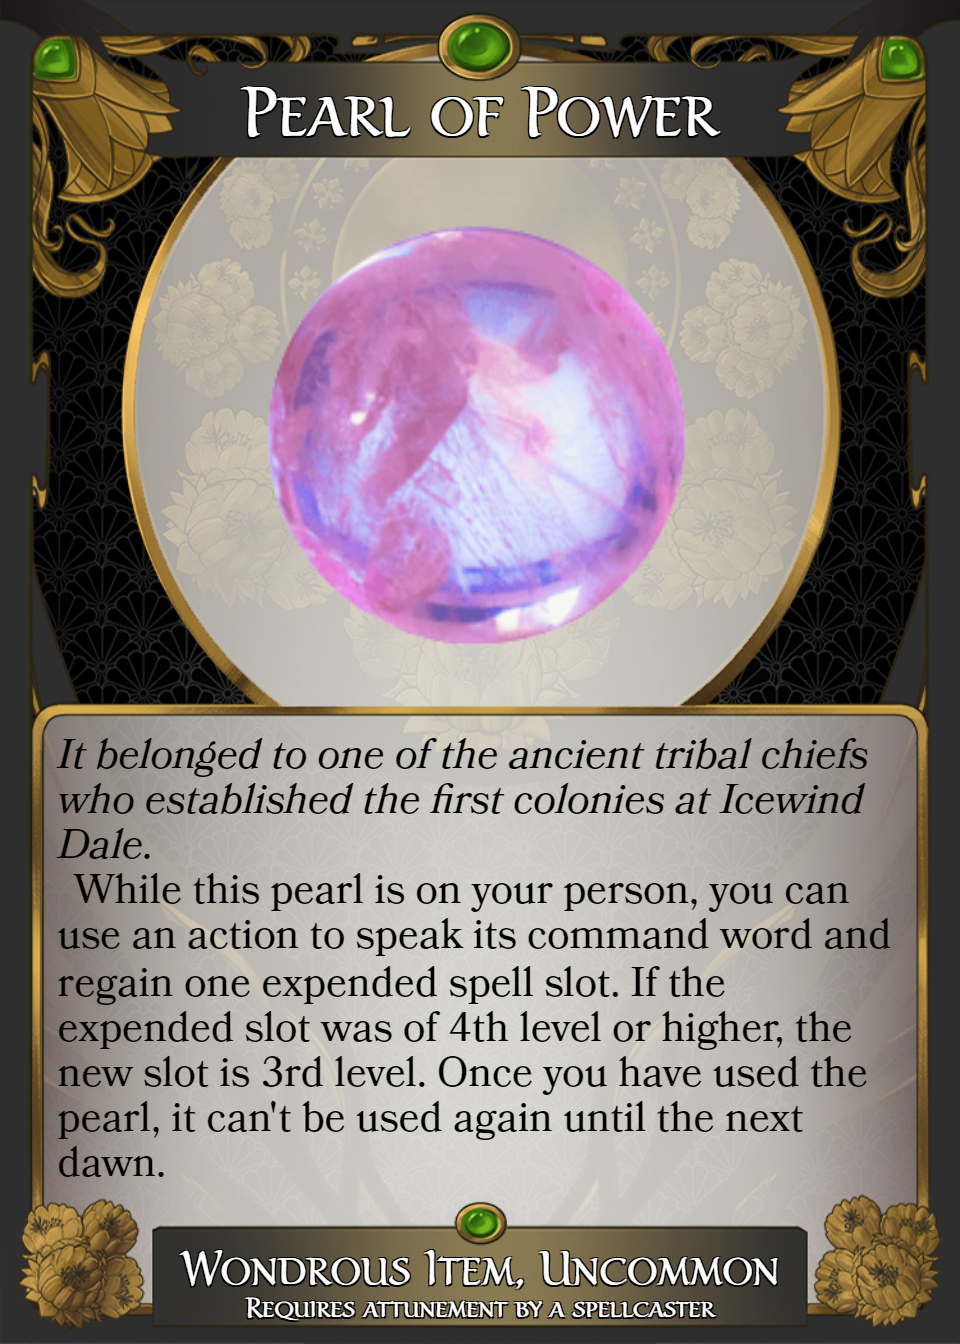 Pearl of Power
It belonged to one of the ancient tribal chiefs
who established the first colonies at Icewind
Dale.
While this pearl is on your person, you can
use an action to speak its command word and
regain one expended spell slot. If the
expended slot was of 4th level or higher, the
new slot is 3rd level. Once you have used the
pearl, it can't be used again until the next
dawn.
Wondrous Item, Uncommon
Requires attunement by a spellcaster